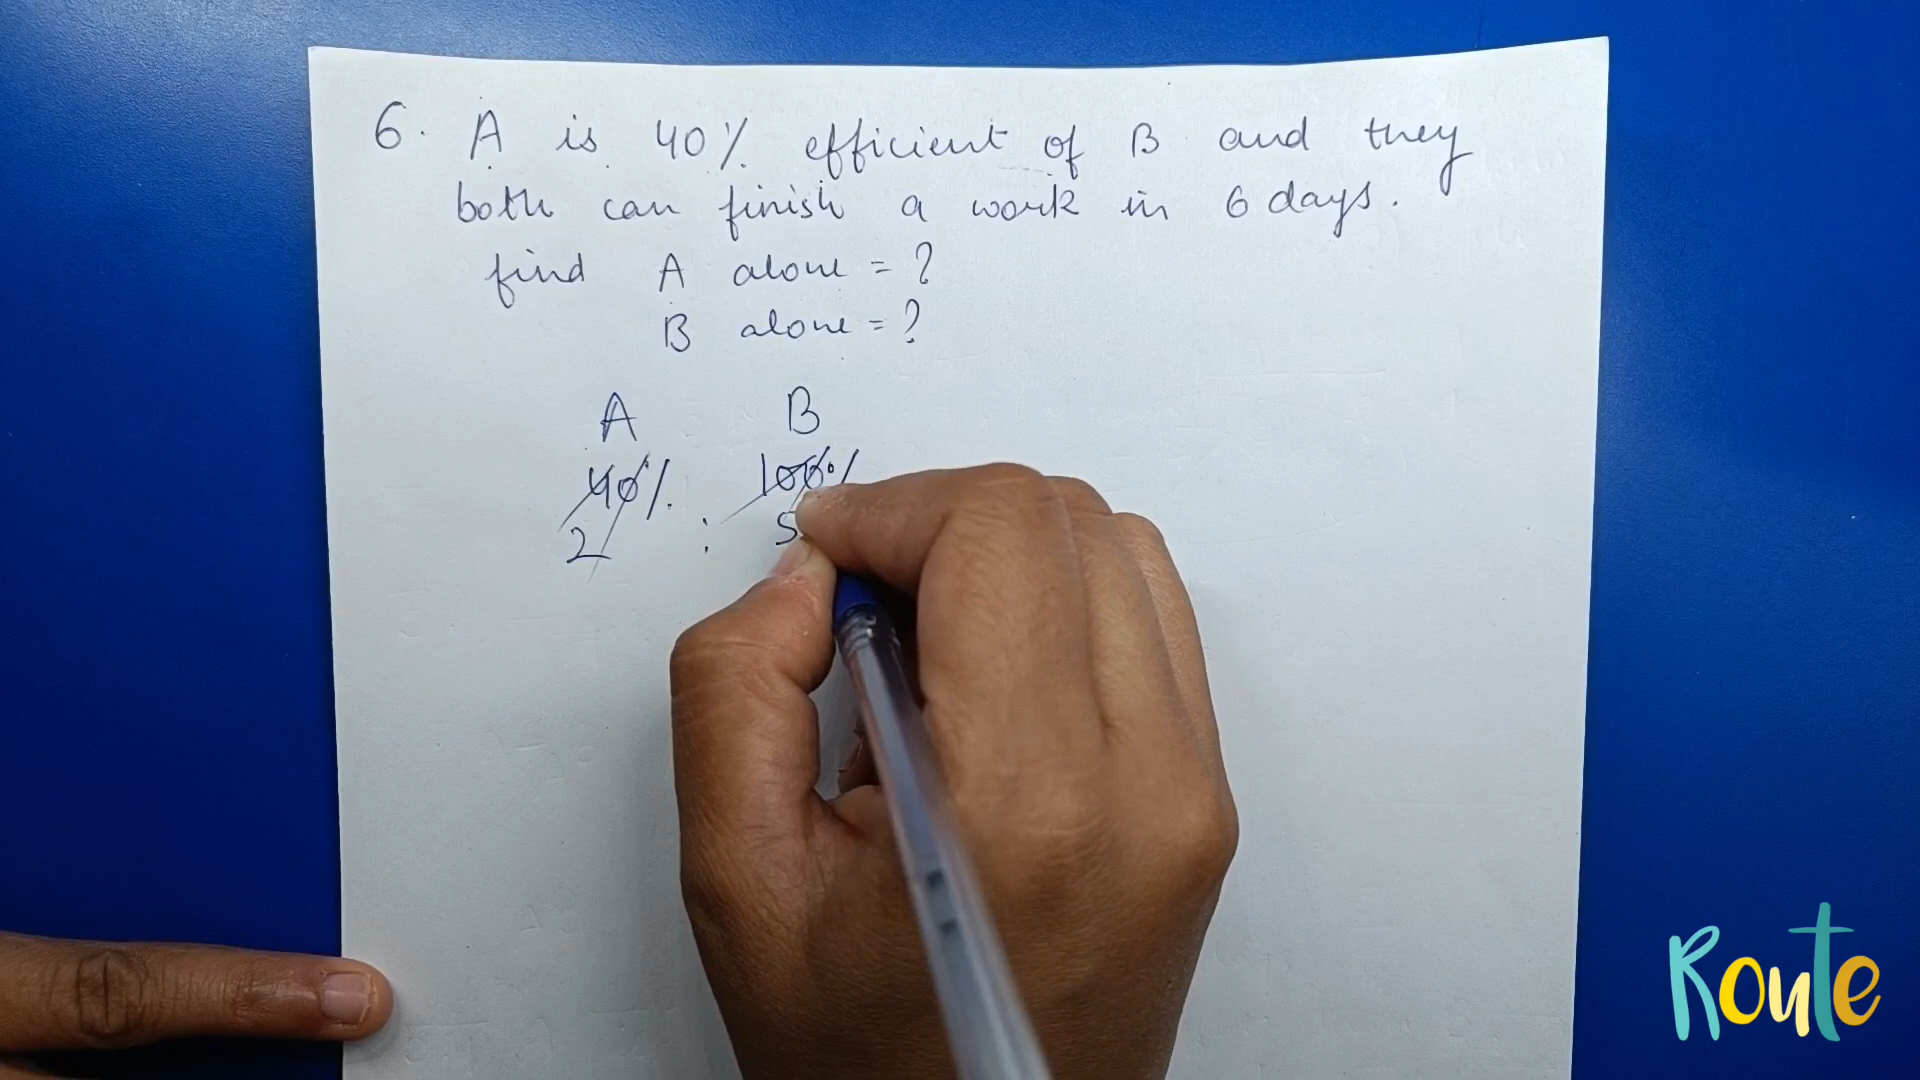 6. A is 40% efficient of B and they
both can finish a work in 6 days.
find A alone = ?
B alone = ?
A B
40% 100%
2 : 5
Route